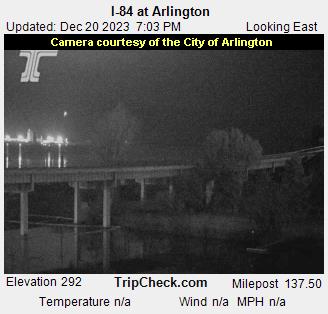 I-84 at Arlington
Updated: Dec 20 2023 7:03 PM Looking East
Camera courtesy of the City of Arlington
Elevation 292 TripCheck.com Milepost 137.50
Temperature n/a Wind n/a MPH n/a